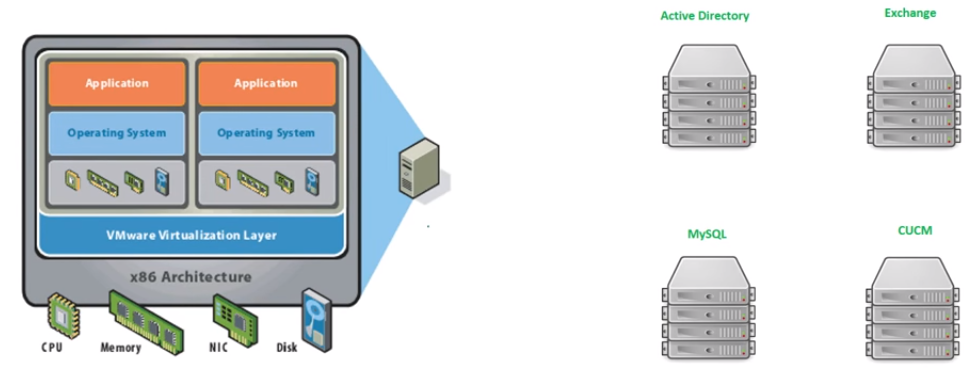 Active Directory
Exchange
Application
Application
Operating System
Operating System
VMware Virtualization Layer
x86 Architecture
CPU
Memory
NIC
Disk
MySQL
CUCM